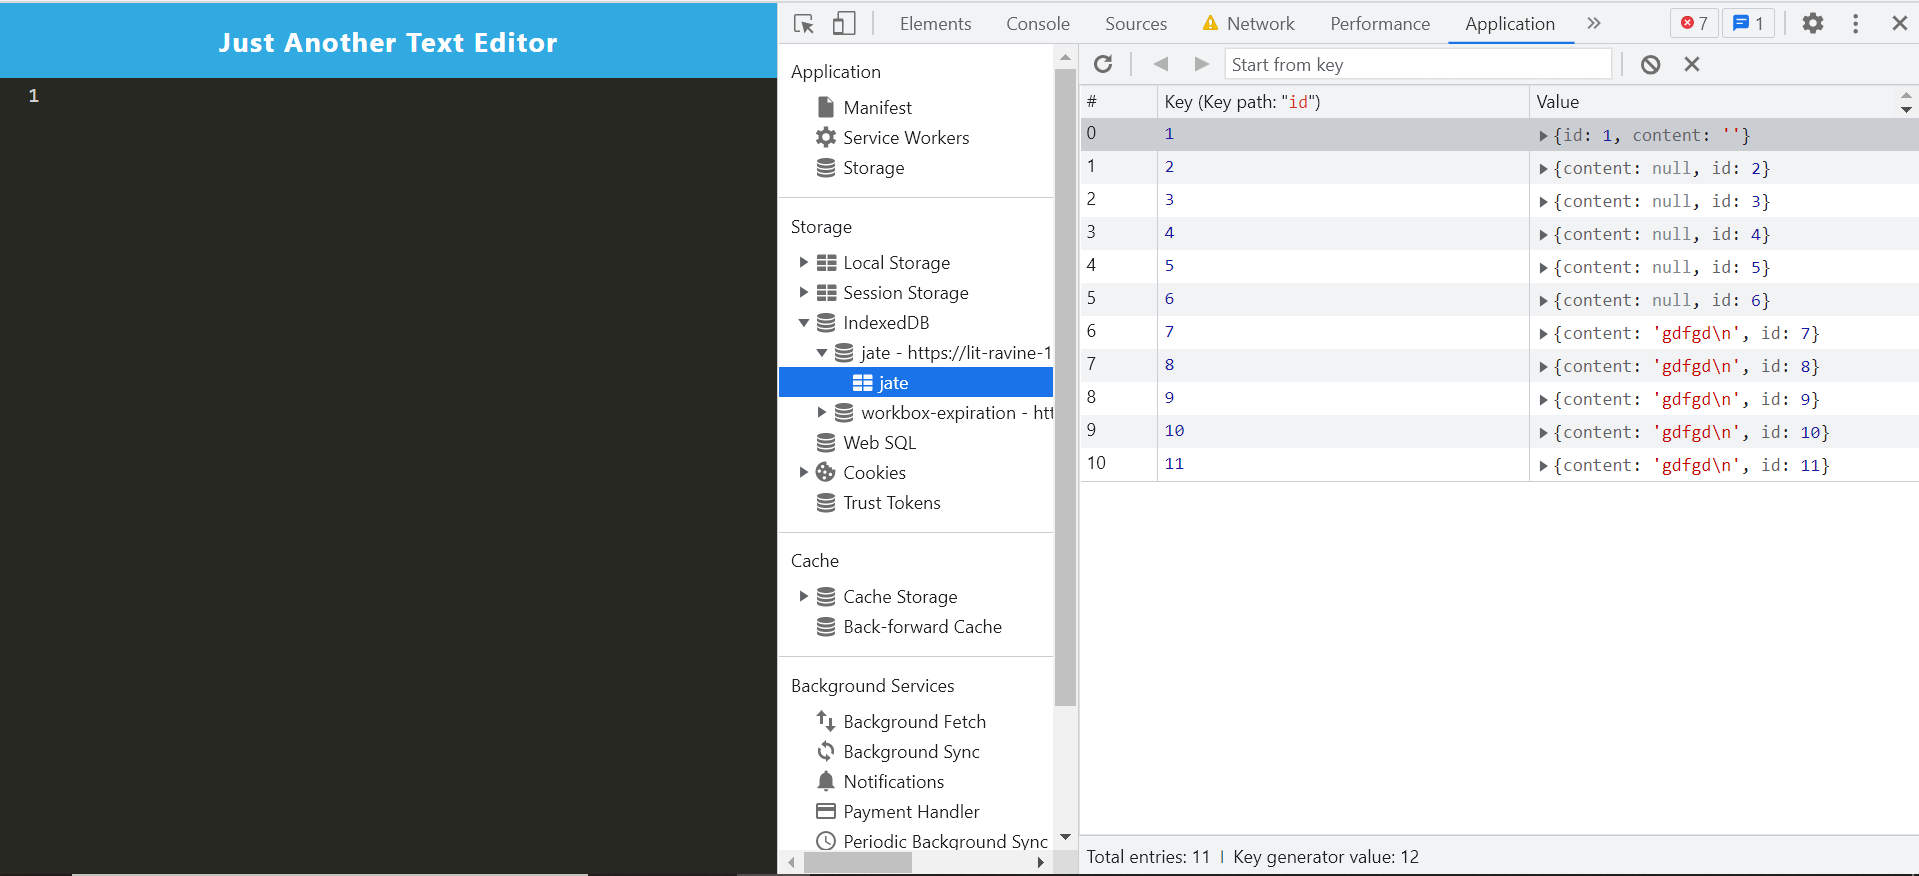 Just Another Text Editor
1
Elements Console Sources Network Performance Application » 7 1
Application
Manifest
Service Workers
Storage
Storage
Local Storage
Session Storage
IndexedDB
jate - https://lit-ravine-1
jate
workbox-expiration - htt
Web SQL
Cookies
Trust Tokens
Cache
Cache Storage
Back-forward Cache
Background Services
Background Fetch
Background Sync
Notifications
Payment Handler
Periodic Background Sync
Start from key
# Key (Key path: "id") Value
0 1 {id: 1, content: ''}
1 2 {content: null, id: 2}
2 3 {content: null, id: 3}
3 4 {content: null, id: 4}
4 5 {content: null, id: 5}
5 6 {content: null, id: 6}
6 7 {content: 'gdfgd\n', id: 7}
7 8 {content: 'gdfgd\n', id: 8}
8 9 {content: 'gdfgd\n', id: 9}
9 10 {content: 'gdfgd\n', id: 10}
10 11 {content: 'gdfgd\n', id: 11}
Total entries: 11 | Key generator value: 12